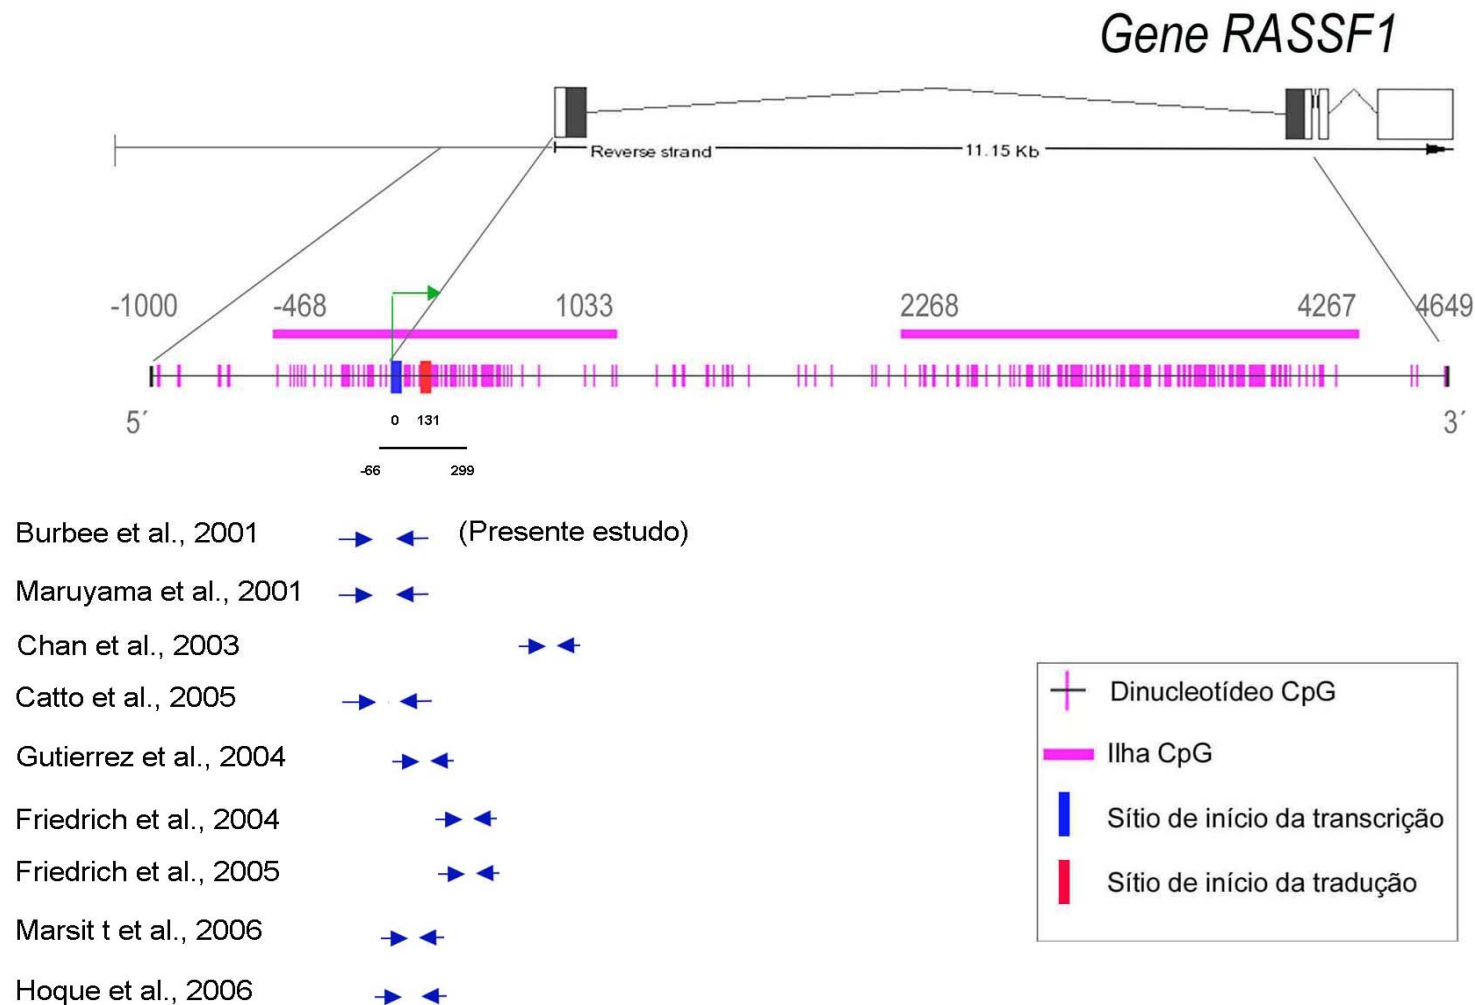 Gene RASSF1
Reverse strand 11.15 Kb
-1000 -468 1033 2268 4267 4649
5´ 3´
0 131
-66 299
Burbee et al., 2001 (Presente estudo)
Maruyama et al., 2001
Chan et al., 2003
Catto et al., 2005
Gutierrez et al., 2004
Friedrich et al., 2004
Friedrich et al., 2005
Marsit t et al., 2006
Hoque et al., 2006
Dinucleotídeo CpG
Ilha CpG
Sítio de início da transcrição
Sítio de início da tradução